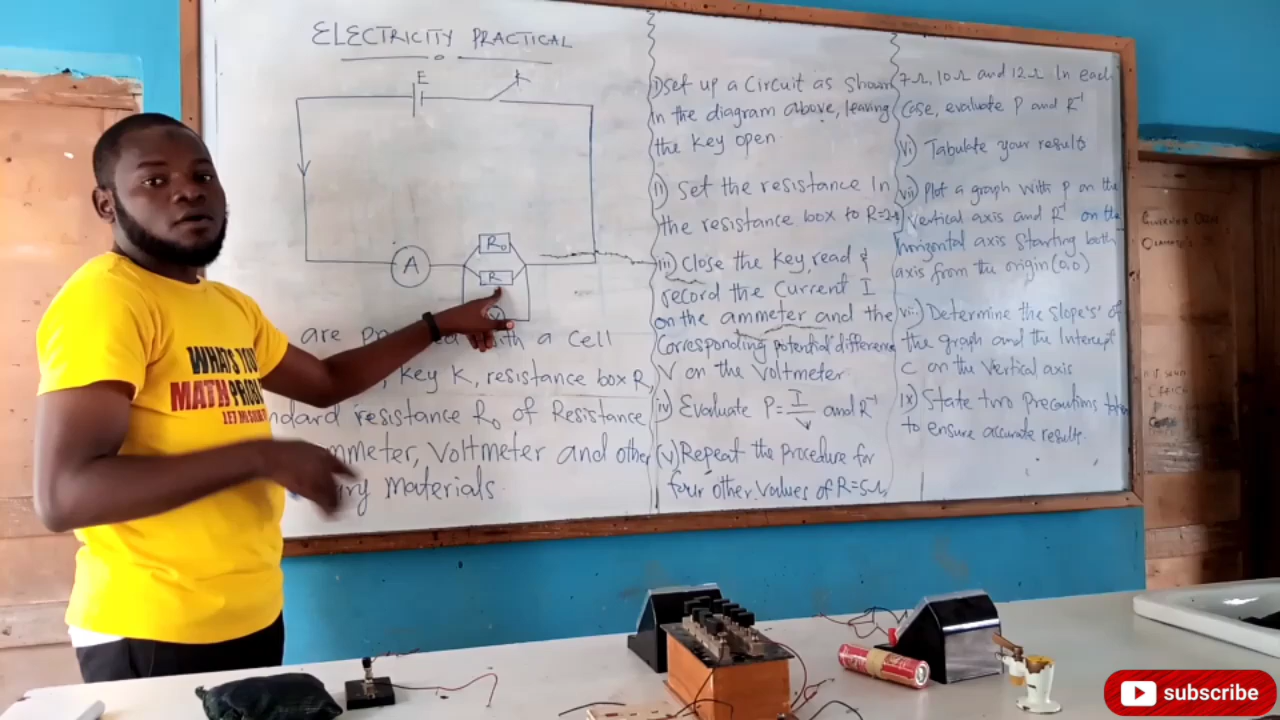 ELECTRICITY PRACTICAL
E
A
R₀
R
V
are with a Cell
, key K, resistance box R,
ndard resistance R₀ of Resistance
mmeter, Voltmeter and other
ry materials.
i) Set up a Circuit as Shown
in the diagram above, leaving
the key open.
ii) Set the resistance in
the resistance box to R=2Ω
iii) Close the key, read &
record the Current I
on the ammeter and the
Corresponding potential difference
V on the Voltmeter.
iv) Evaluate P = I/V and R⁻¹
(v) Repeat the procedure for
four other values of R=5Ω,
7Ω, 10Ω and 12Ω In each
Case, evaluate P and R⁻¹
vi) Tabulate your results
vii) Plot a graph with P on the
Vertical axis and R⁻¹ on the
horizontal axis Starting both
axis from the origin (0,0)
viii) Determine the slope 's' of
the graph and the Intercept
C on the Vertical axis
ix) State two Precautions taken
to ensure accurate results.
WHAT'S YOU
MATH PROBL
subscribe